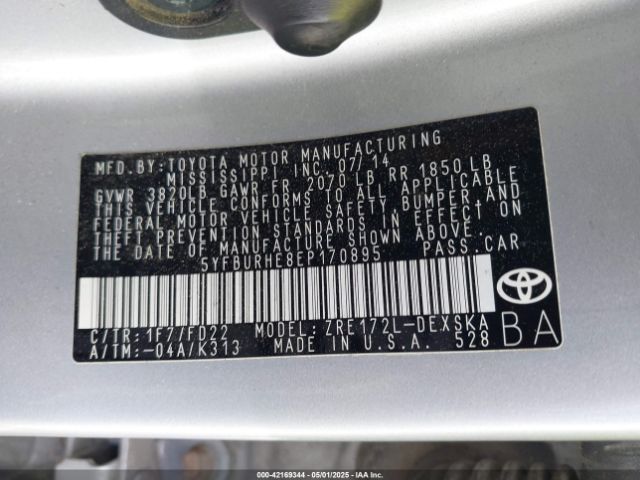 MFD.BY: TOYOTA MOTOR MANUFACTURING
MISSISSIPPI INC. 07/14
GVWR 3820LB GAWR FR 2070 LB RR 1850 LB
THIS VEHICLE CONFORMS TO ALL APPLICABLE
FEDERAL MOTOR VEHICLE SAFETY, BUMPER, AND
THEFT PREVENTION STANDARDS IN EFFECT ON
THE DATE OF MANUFACTURE SHOWN ABOVE.
5YFBURHE8EP170895 PASS.CAR
C/TR: 1F7/FD22 MODEL: ZRE172L-DEXSKA
A/TM: -04A/K313 MADE IN U.S.A. 528
BA
000-42169344 - 05/01/2025 - IAAI.COM